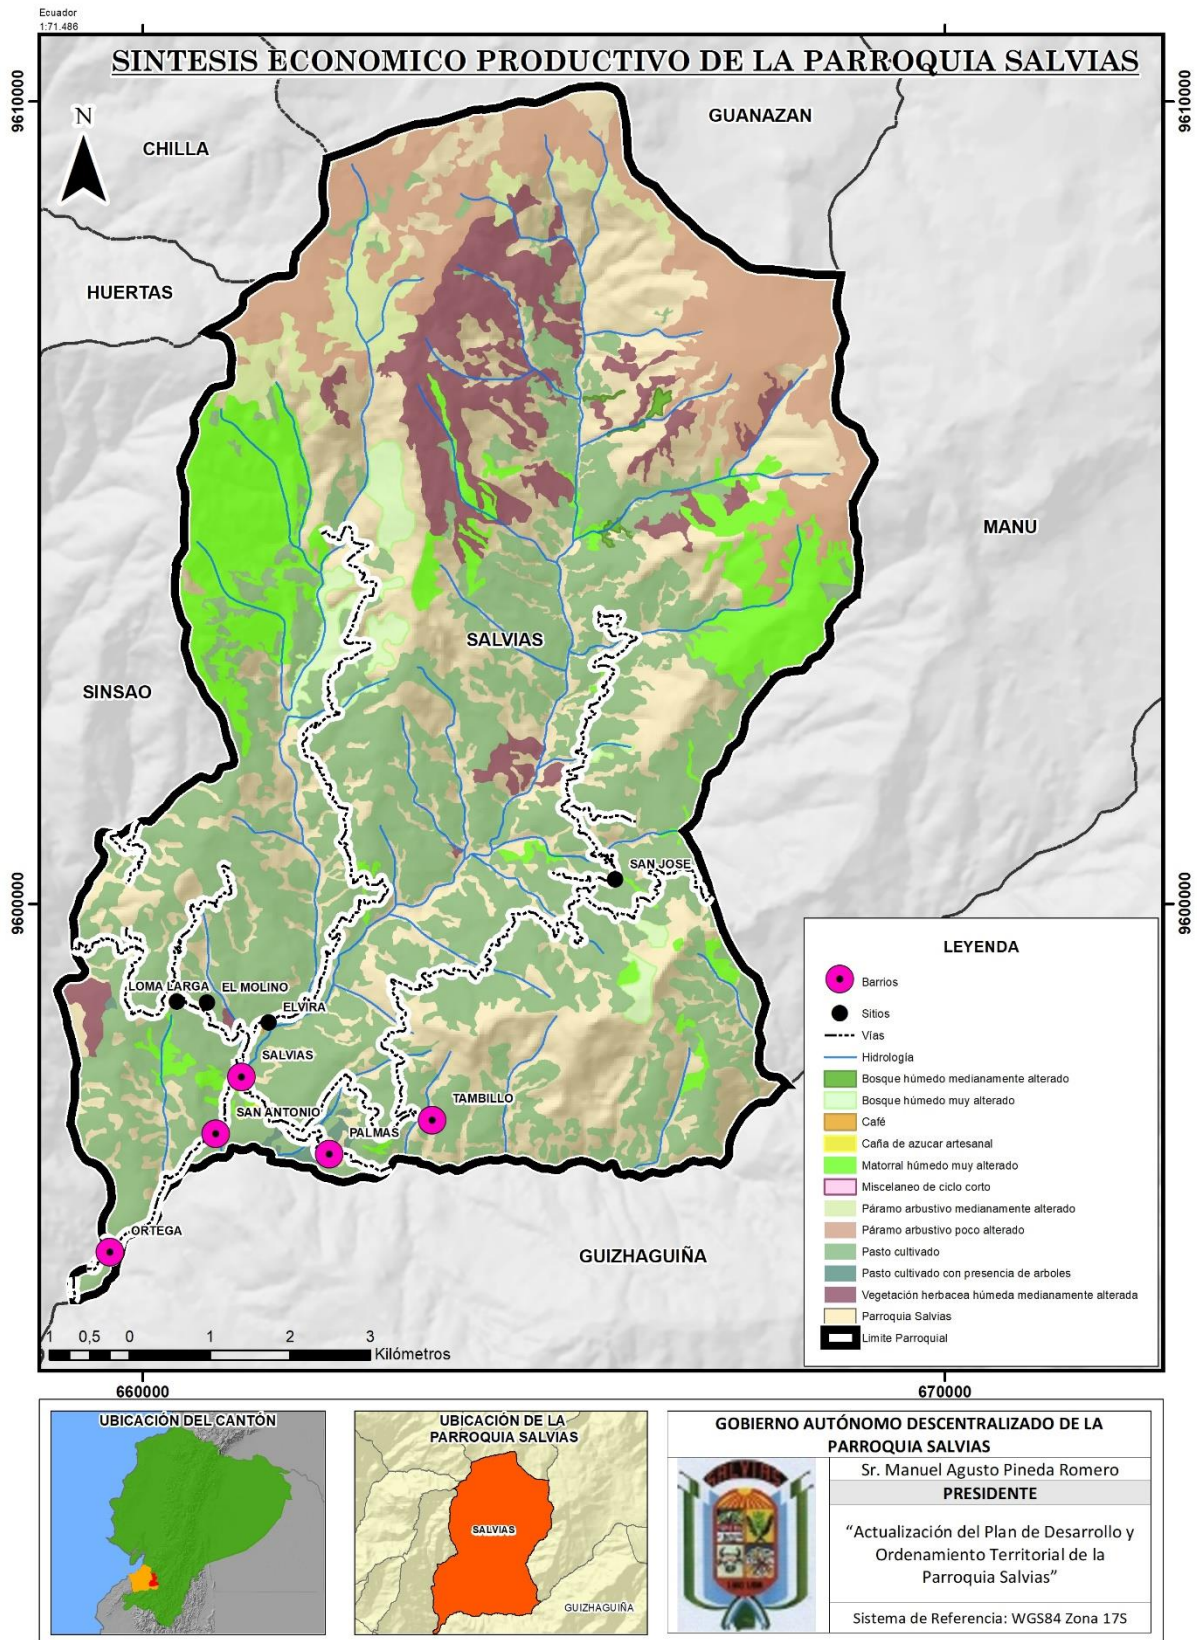 Ecuador
1:71.486
SINTESIS ECONOMICO PRODUCTIVO DE LA PARROQUIA SALVIAS
9610000
9610000
N
CHILLA
GUANAZAN
HUERTAS
MANU
SALVIAS
SINSAO
SAN JOSE
9600000
9600000
LOMA LARGA
EL MOLINO
ELVIRA
SALVIAS
SAN ANTONIO
TAMBILLO
PALMAS
ORTEGA
GUIZHAGUIÑA
LEYENDA
Barrios
Sitios
Vías
Hidrología
Bosque húmedo medianamente alterado
Bosque húmedo muy alterado
Café
Caña de azucar artesanal
Matorral húmedo muy alterado
Miscelaneo de ciclo corto
Páramo arbustivo medianamente alterado
Páramo arbustivo poco alterado
Pasto cultivado
Pasto cultivado con presencia de arboles
Vegetación herbacea húmeda medianamente alterada
Parroquia Salvias
Limite Parroquial
1 0,5 0 1 2 3
Kilómetros
660000
670000
UBICACIÓN DEL CANTÓN
UBICACIÓN DE LA
PARROQUIA SALVIAS
SALVIAS
GUIZHAGUIÑA
GOBIERNO AUTÓNOMO DESCENTRALIZADO DE LA
PARROQUIA SALVIAS
SALVIAS
Sr. Manuel Agusto Pineda Romero
PRESIDENTE
“Actualización del Plan de Desarrollo y
Ordenamiento Territorial de la
Parroquia Salvias”
Sistema de Referencia: WGS84 Zona 17S